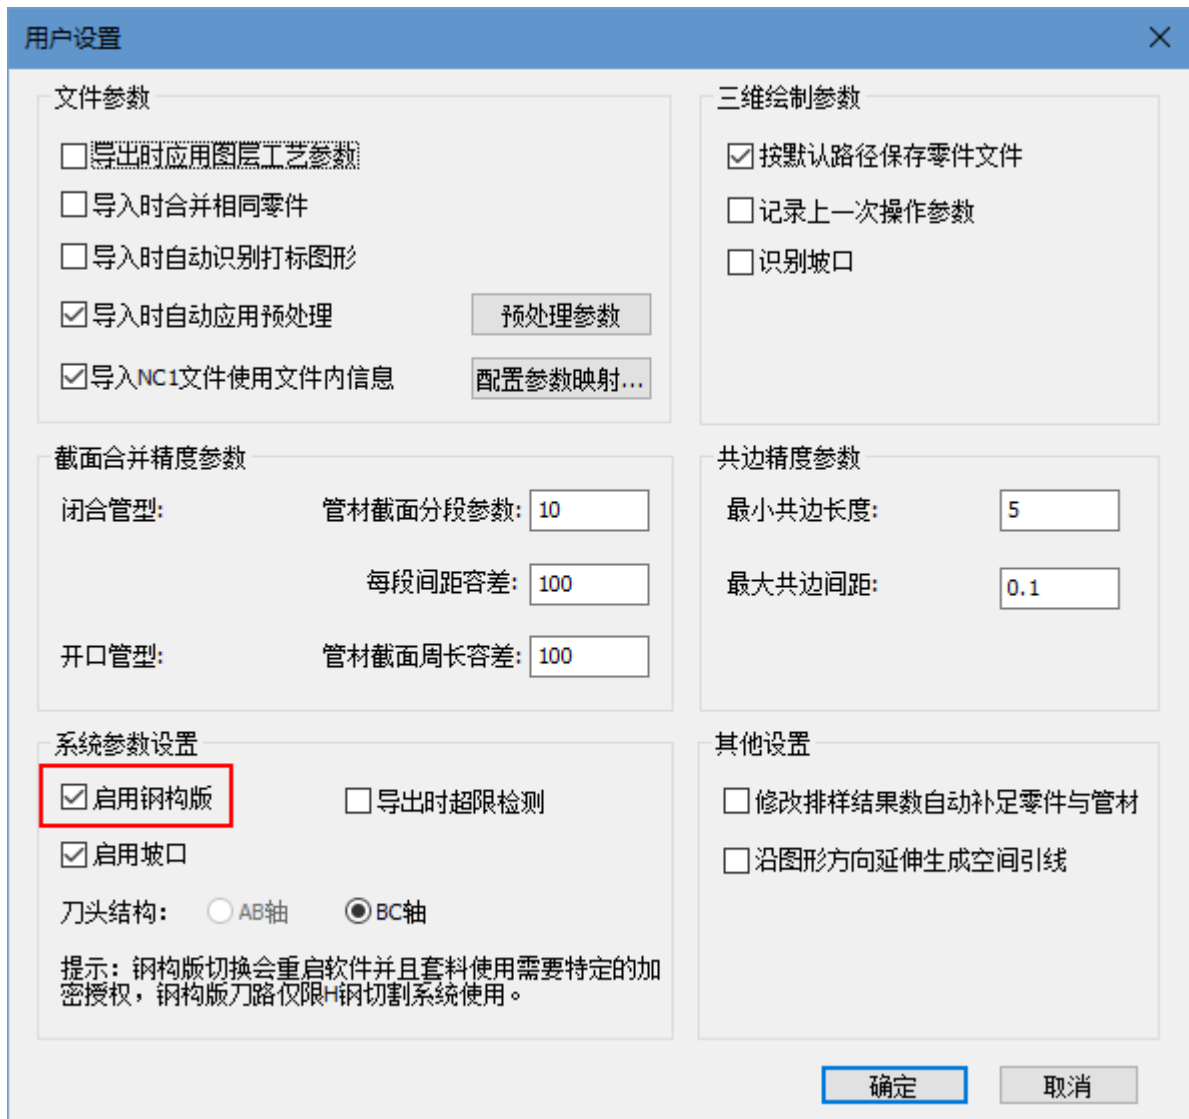 用户设置
文件参数
导出时应用图层工艺参数
导入时合并相同零件
导入时自动识别打标图形
导入时自动应用预处理
预处理参数
导入NC1文件使用文件内信息
配置参数映射...
三维绘制参数
按默认路径保存零件文件
记录上一次操作参数
识别坡口
截面合并精度参数
闭合管型: 管材截面分段参数: 10
每段间距容差: 100
开口管型: 管材截面周长容差: 100
共边精度参数
最小共边长度: 5
最大共边间距: 0.1
系统参数设置
启用钢构版 导出时超限检测
启用坡口
刀头结构: AB轴 BC轴
提示: 钢构版切换会重启软件并且套料使用需要特定的加
密授权，钢构版刀路仅限H钢切割系统使用。
其他设置
修改排样结果数自动补足零件与管材
沿图形方向延伸生成空间引线
确定 取消